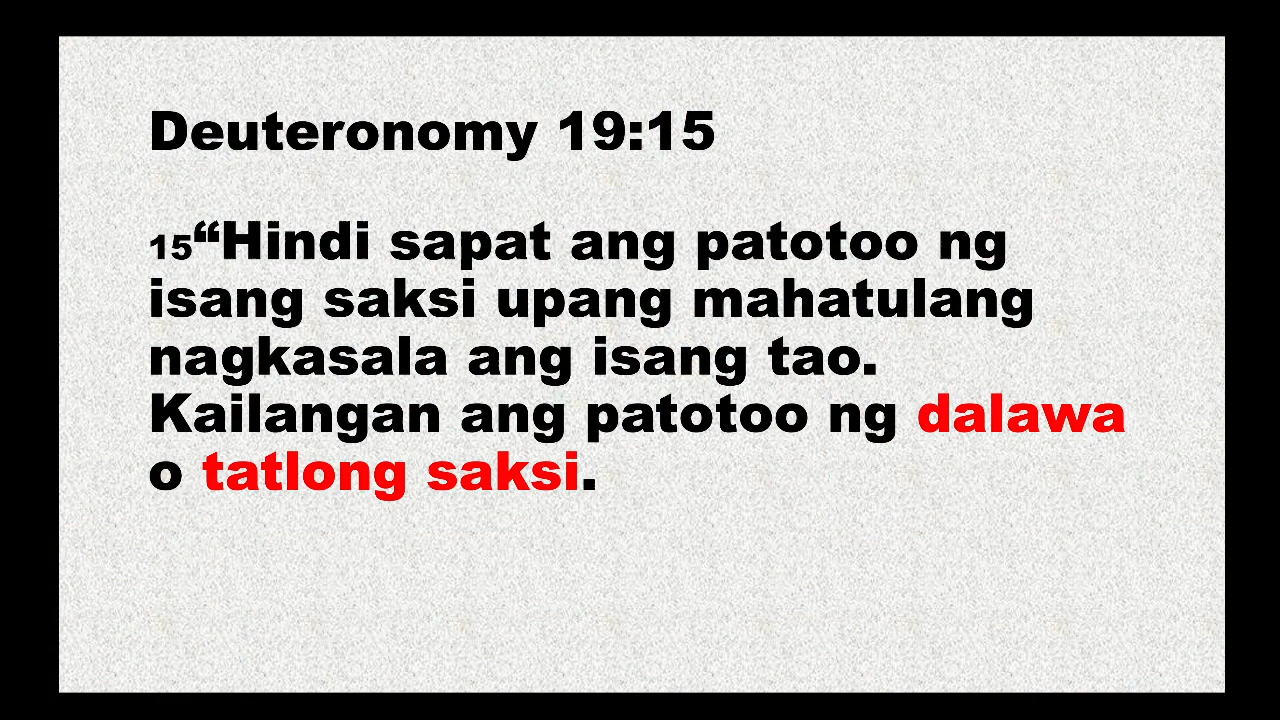 Deuteronomy 19:15
15“Hindi sapat ang patotoo ng
isang saksi upang mahatulang
nagkasala ang isang tao.
Kailangan ang patotoo ng dalawa
o tatlong saksi.